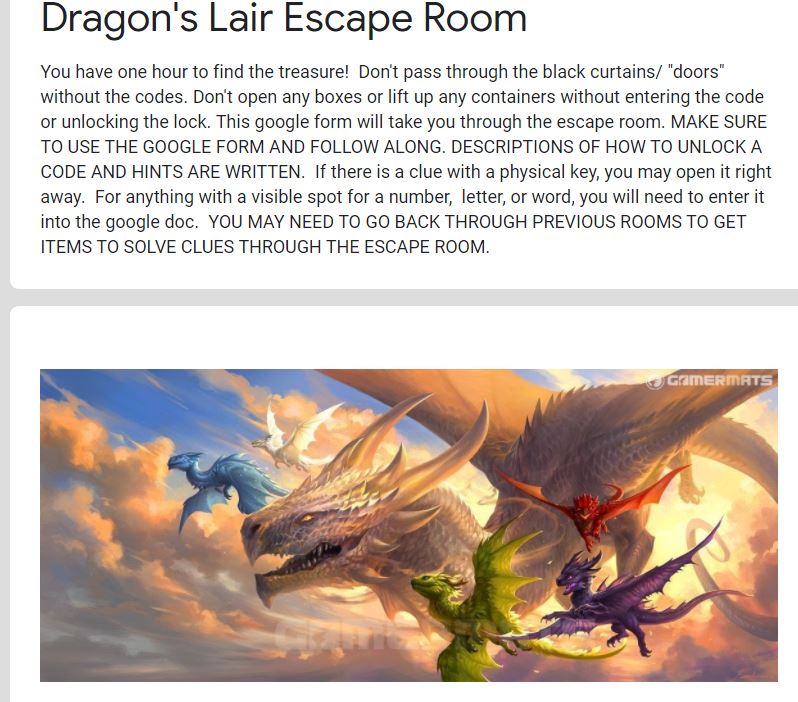 Dragon's Lair Escape Room
You have one hour to find the treasure!  Don't pass through the black curtains/ "doors"
without the codes. Don't open any boxes or lift up any containers without entering the code
or unlocking the lock. This google form will take you through the escape room. MAKE SURE
TO USE THE GOOGLE FORM AND FOLLOW ALONG. DESCRIPTIONS OF HOW TO UNLOCK A
CODE AND HINTS ARE WRITTEN.  If there is a clue with a physical key, you may open it right
away.  For anything with a visible spot for a number,  letter, or word, you will need to enter it
into the google doc.  YOU MAY NEED TO GO BACK THROUGH PREVIOUS ROOMS TO GET
ITEMS TO SOLVE CLUES THROUGH THE ESCAPE ROOM.
GAMERMATS